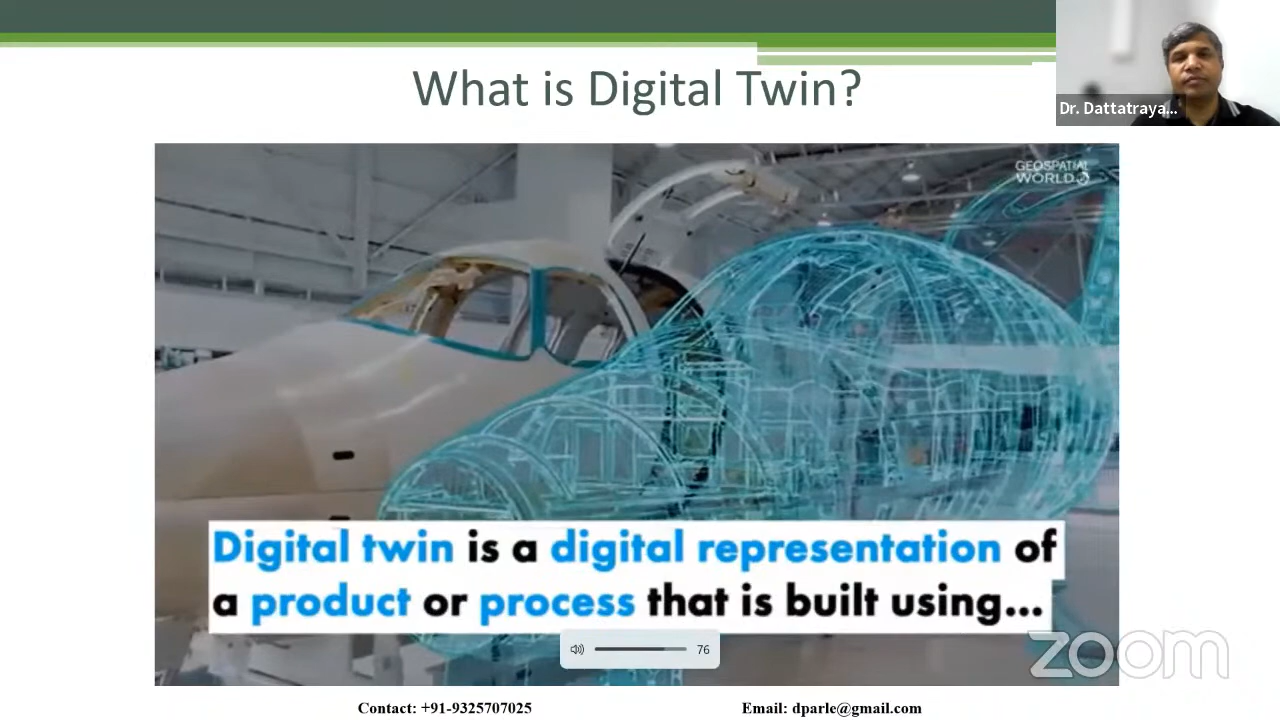 What is Digital Twin?
Dr. Dattatraya...
GEOSPATIAL
WORLD
Digital twin is a digital representation of
a product or process that is built using...
76
zoom
Contact: +91-9325707025
Email: dparle@gmail.com